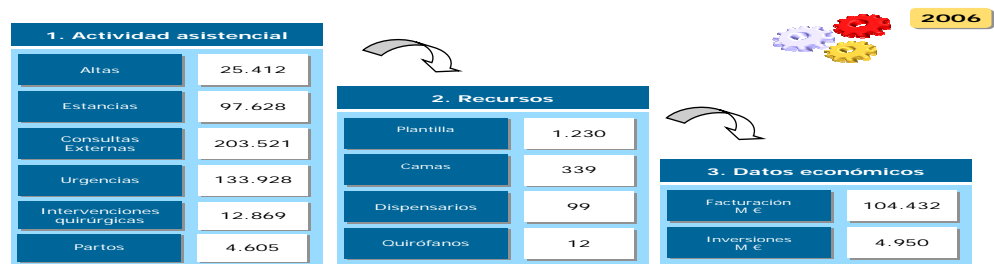 2006
1. Actividad asistencial
Altas 25.412
Estancias 97.628
Consultas
Externas 203.521
Urgencias 133.928
Intervenciones
quirúrgicas 12.869
Partos 4.605
2. Recursos
Plantilla 1.230
Camas 339
Dispensarios 99
Quirófanos 12
3. Datos económicos
Facturación
M € 104.432
Inversiones
M € 4.950